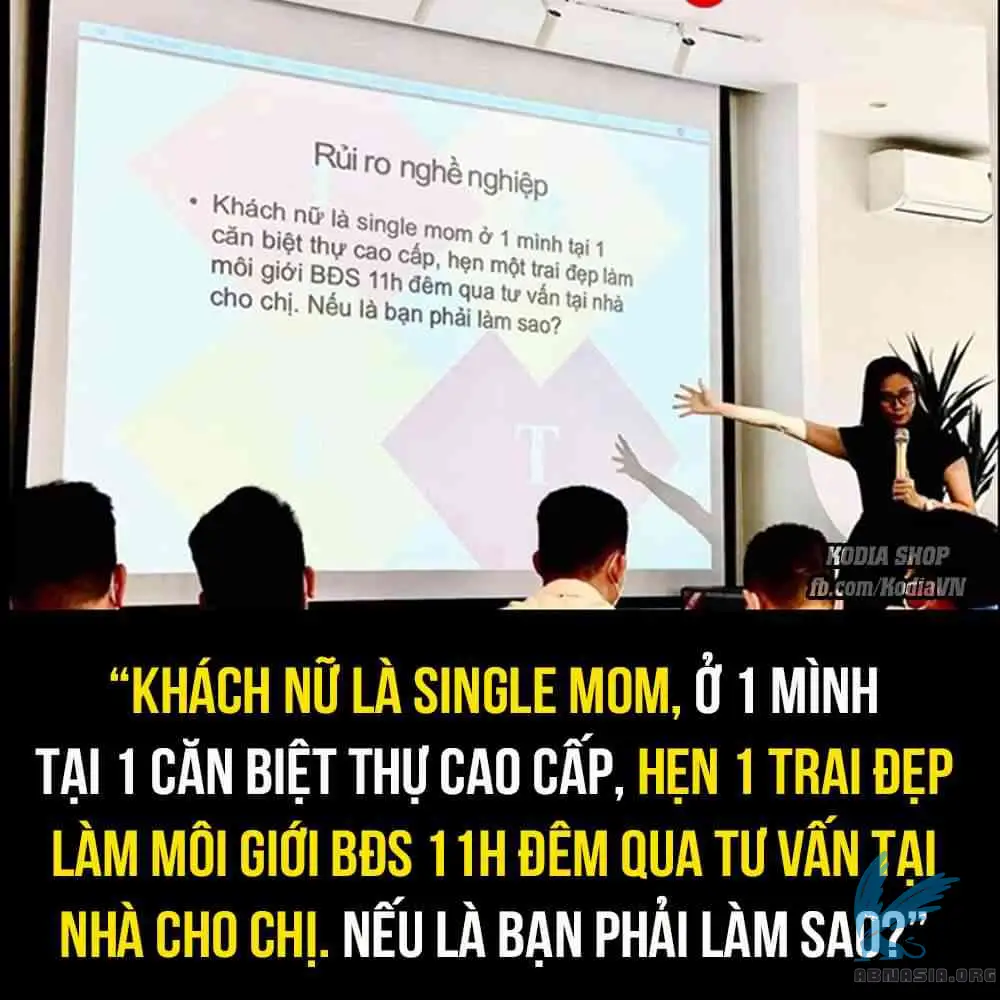 Rủi ro nghề nghiệp
• Khách nữ là single mom ở 1 mình tại 1
căn biệt thự cao cấp, hẹn một trai đẹp làm
môi giới BĐS 11h đêm qua tư vấn tại nhà
cho chị. Nếu là bạn phải làm sao?
T
KODIA SHOP
fb.com/KodiaVN
“KHÁCH NỮ LÀ SINGLE MOM, Ở 1 MÌNH
TẠI 1 CĂN BIỆT THỰ CAO CẤP, HẸN 1 TRAI ĐẸP
LÀM MÔI GIỚI BĐS 11H ĐÊM QUA TƯ VẤN TẠI
NHÀ CHO CHỊ. NẾU LÀ BẠN PHẢI LÀM SAO?”
ABNASIA.ORG